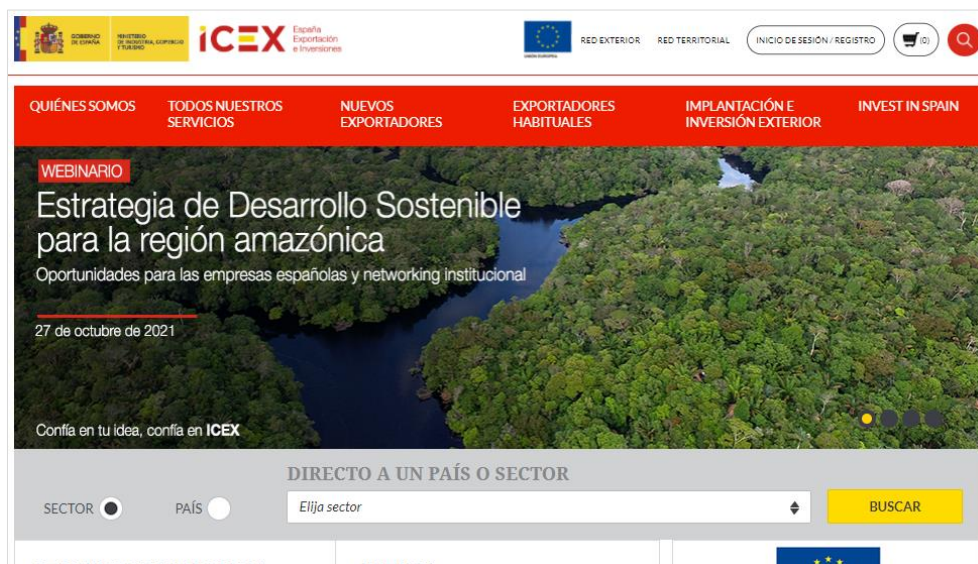 GOBIERNO
DE ESPAÑA
MINISTERIO
DE INDUSTRIA, COMERCIO
Y TURISMO
icex
España
Exportación
e Inversiones
UNIÓN EUROPEA
RED EXTERIOR
RED TERRITORIAL
INICIO DE SESIÓN / REGISTRO
(0)
QUIÉNES SOMOS
TODOS NUESTROS
SERVICIOS
NUEVOS
EXPORTADORES
EXPORTADORES
HABITUALES
IMPLANTACIÓN E
INVERSIÓN EXTERIOR
INVEST IN SPAIN
WEBINARIO
Estrategia de Desarrollo Sostenible
para la región amazónica
Oportunidades para las empresas españolas y networking institucional
27 de octubre de 2021
Confía en tu idea, confía en ICEX
DIRECTO A UN PAÍS O SECTOR
SECTOR
PAÍS
Elija sector
BUSCAR